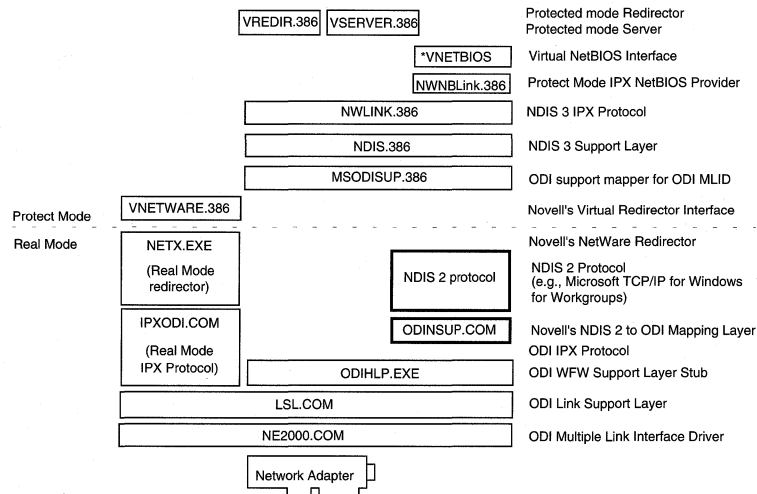 VREDIR.386 VSERVER.386 Protected mode Redirector
Protected mode Server
*VNETBIOS Virtual NetBIOS Interface
NWNBLink.386 Protect Mode IPX NetBIOS Provider
NWLINK.386 NDIS 3 IPX Protocol
NDIS.386 NDIS 3 Support Layer
MSODISUP.386 ODI support mapper for ODI MLID
VNETWARE.386 Novell's Virtual Redirector Interface
Protect Mode
Real Mode
NETX.EXE Novell's NetWare Redirector
(Real Mode
redirector)
NDIS 2 protocol
NDIS 2 Protocol
(e.g., Microsoft TCP/IP for Windows
for Workgroups)
IPXODI.COM
(Real Mode
IPX Protocol)
ODINSUP.COM Novell's NDIS 2 to ODI Mapping Layer
ODI IPX Protocol
ODIHLP.EXE ODI WFW Support Layer Stub
LSL.COM ODI Link Support Layer
NE2000.COM ODI Multiple Link Interface Driver
Network Adapter